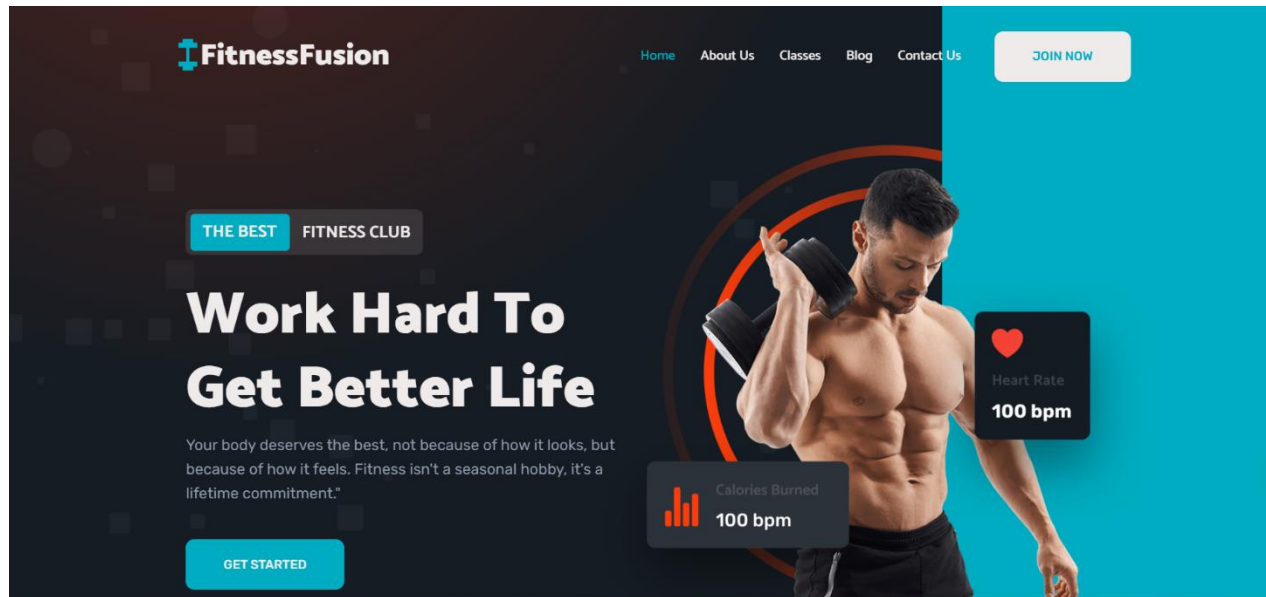 FitnessFusion
Home About Us Classes Blog Contact Us JOIN NOW
THE BEST FITNESS CLUB
Work Hard To
Get Better Life
Your body deserves the best, not because of how it looks, but
because of how it feels. Fitness isn't a seasonal hobby, it's a
lifetime commitment."
GET STARTED
Heart Rate
100 bpm
Calories Burned
100 bpm